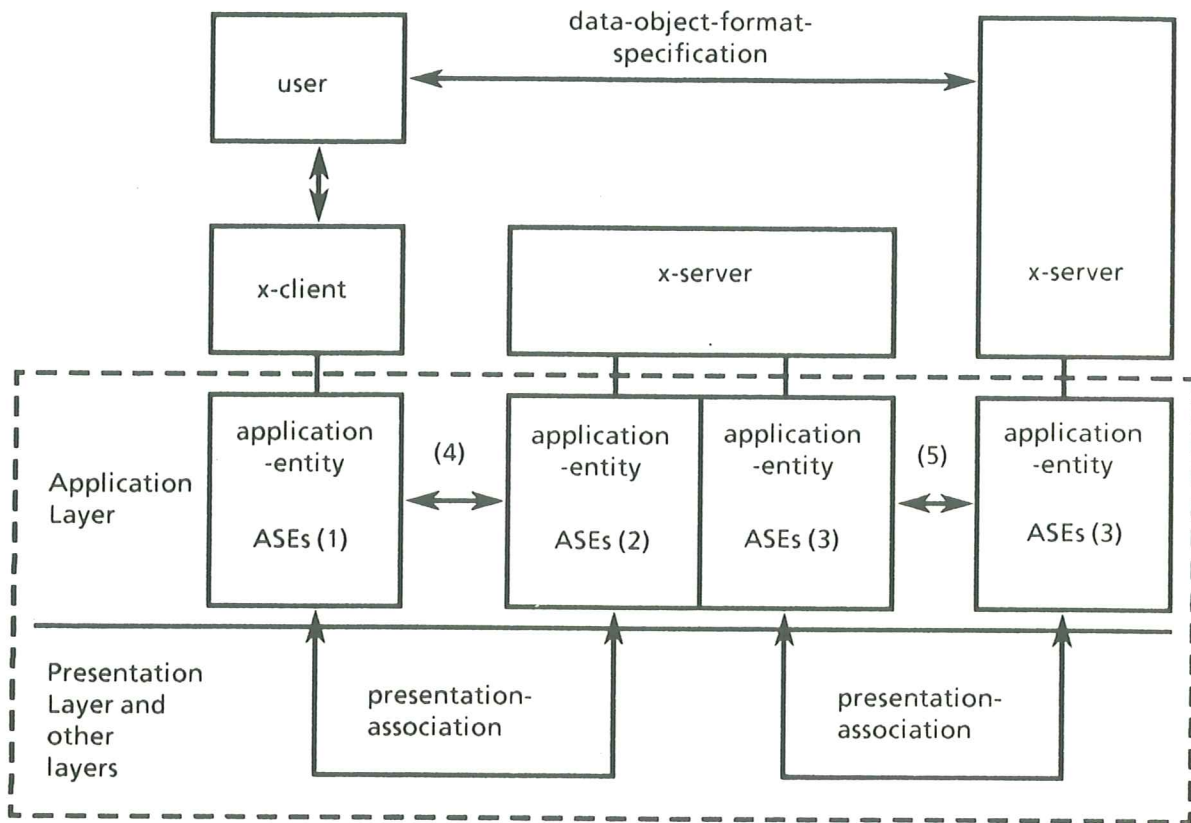 data-object-format-
specification
user
x-client
x-server
x-server
Application
Layer
application
-entity
ASEs (1)
(4)
application
-entity
ASEs (2)
application
-entity
ASEs (3)
(5)
application
-entity
ASEs (3)
Presentation
Layer and
other
layers
presentation-
association
presentation-
association